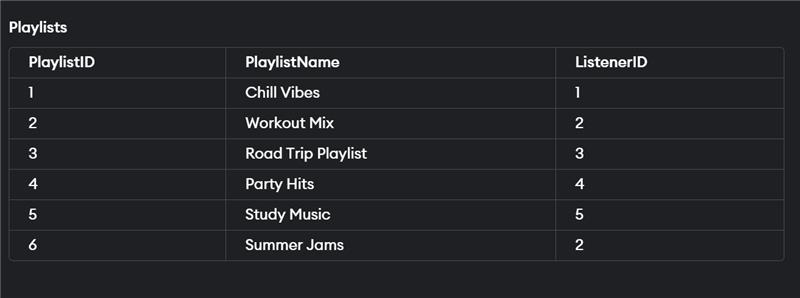 Playlists
PlaylistID PlaylistName ListenerID
1 Chill Vibes 1
2 Workout Mix 2
3 Road Trip Playlist 3
4 Party Hits 4
5 Study Music 5
6 Summer Jams 2